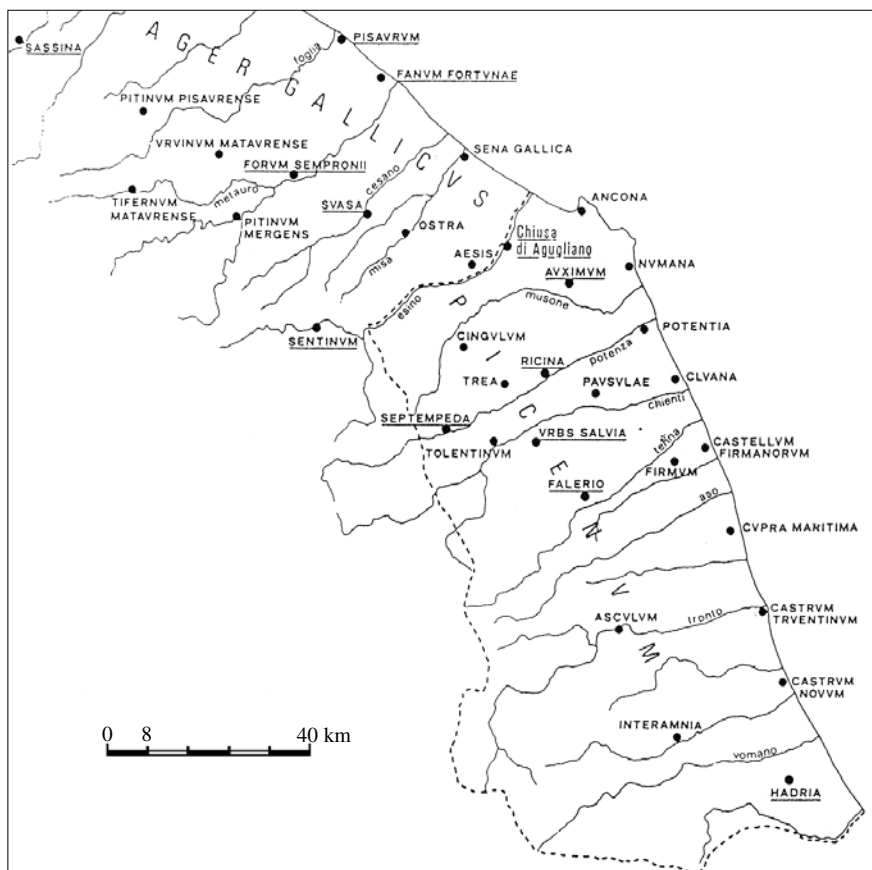 SASSINA
PISAVRVM
AGER GALLICVS
foglia
FANVM FORTVNAE
PITINVM PISAVRENSE
VRVINVM MATAVRENSE
SENA GALLICA
FORVM SEMPRONII
cesano
TIFERNVM
MATAVRENSE
metauro
SVASA
ANCONA
PITINVM
MERGENS
OSTRA
Chiusa
di Agugliano
misa
AESIS
AVXIMVM
NVMANA
esino
musone
PICENVM
SENTINVM
CINGVLVM
POTENTIA
potenza
RICINA
TREA
PAVSVLAE
CLVANA
chienti
SEPTEMPEDA
TOLENTINVM
VRBS SALVIA
tenna
CASTELLVM
FIRMANORVM
FIRMVM
FALERIO
aso
CVPRA MARITIMA
ASCVLVM
tronto
CASTRVM
TRVENTINVM
CASTRVM
NOVVM
INTERAMNIA
0 8 40 km
vomano
HADRIA